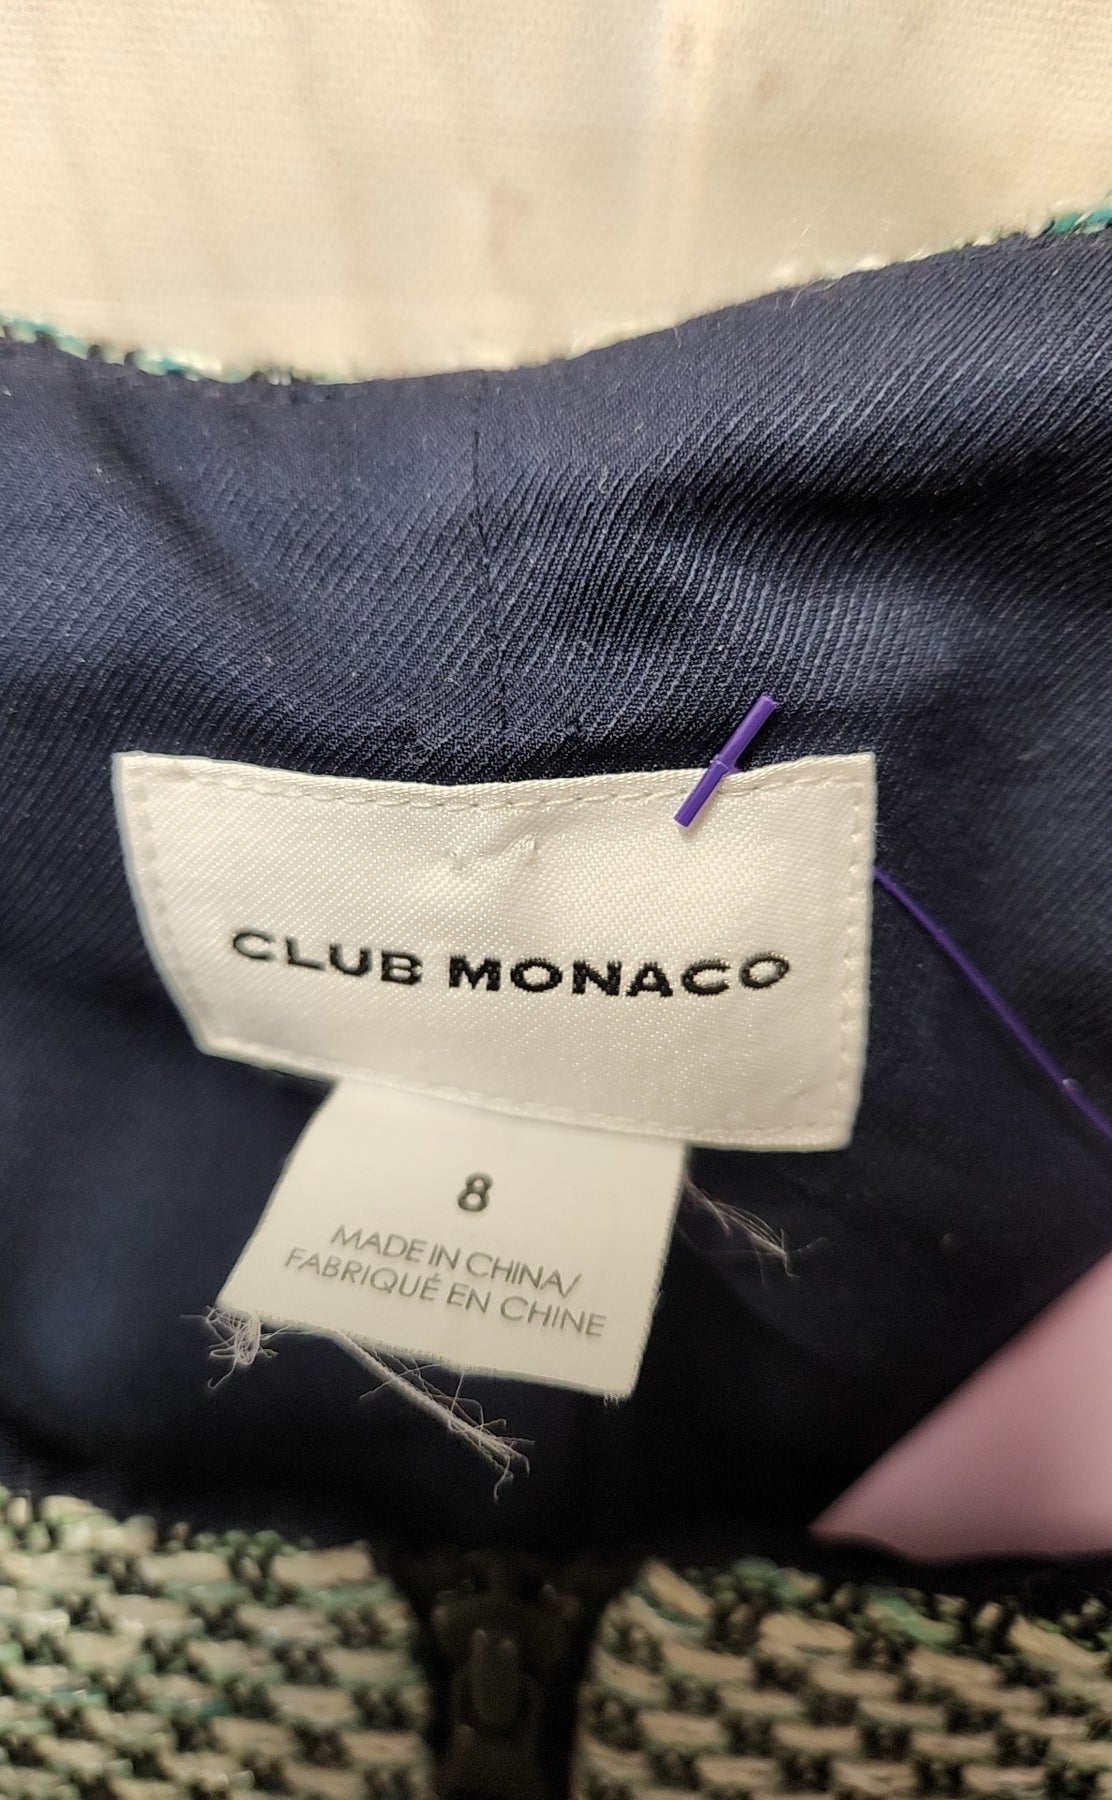 CLUB MONACO
8
MADE IN CHINA/
FABRIQUÉ EN CHINE